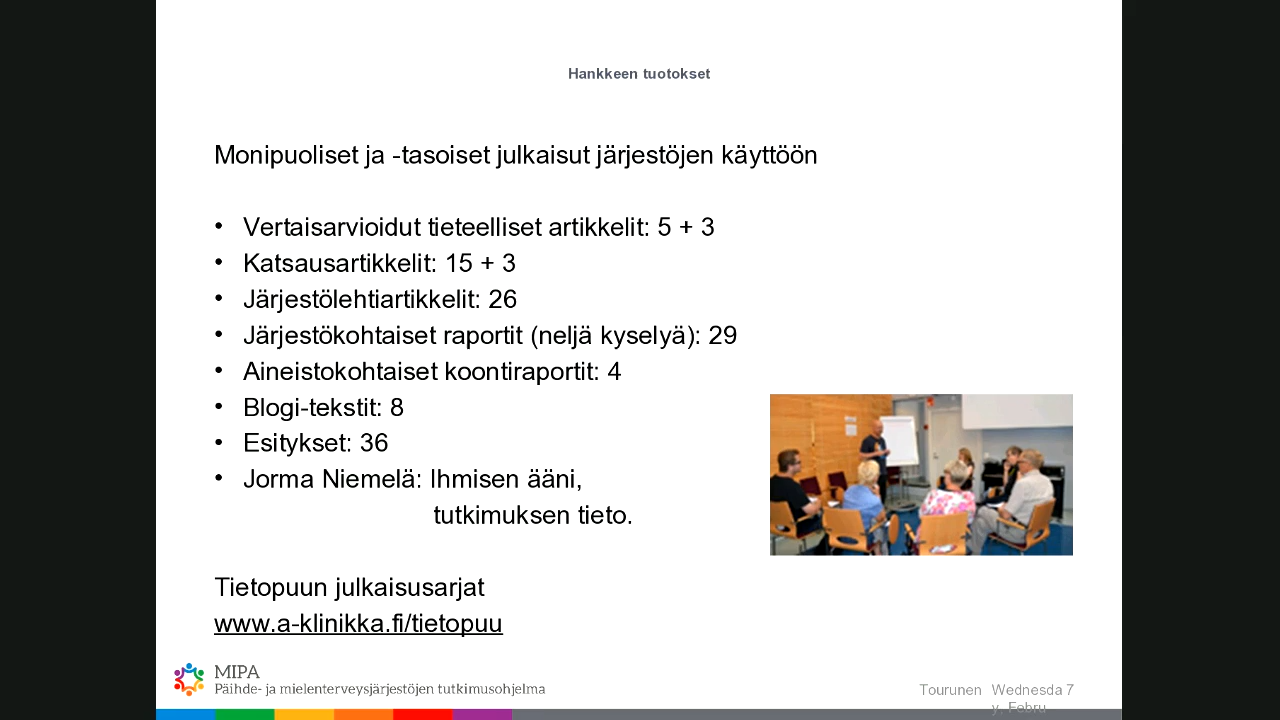 Hankkeen tuotokset
Monipuoliset ja -tasoiset julkaisut järjestöjen käyttöön
• Vertaisarvioidut tieteelliset artikkelit: 5 + 3
• Katsausartikkelit: 15 + 3
• Järjestölehtiartikkelit: 26
• Järjestökohtaiset raportit (neljä kyselyä): 29
• Aineistokohtaiset koontiraportit: 4
• Blogi-tekstit: 8
• Esitykset: 36
• Jorma Niemelä: Ihmisen ääni,
tutkimuksen tieto.
Tietopuun julkaisusarjat
www.a-klinikka.fi/tietopuu
MIPA
Päihde- ja mielenterveysjärjestöjen tutkimusohjelma
Tourunen Wednesda 7
y, Febru